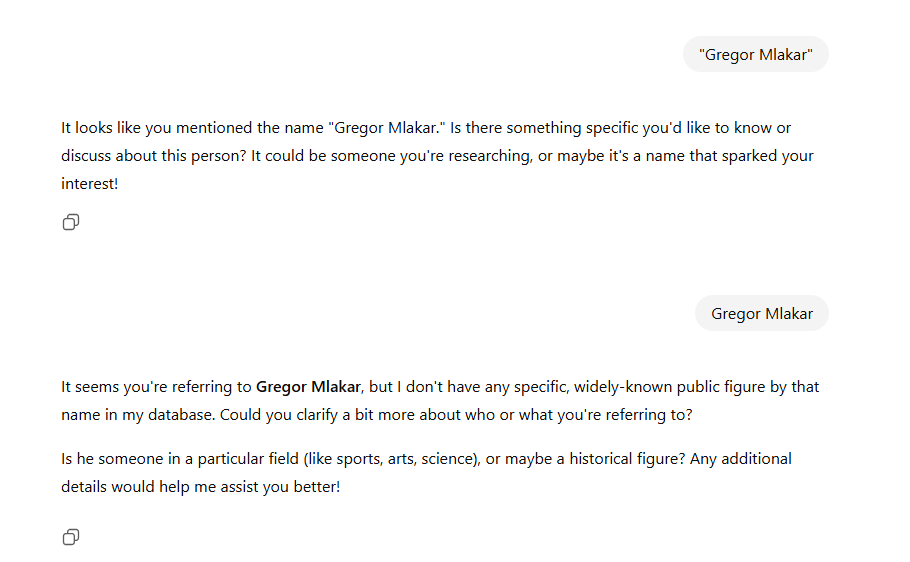 "Gregor Mlakar"
It looks like you mentioned the name "Gregor Mlakar." Is there something specific you'd like to know or
discuss about this person? It could be someone you're researching, or maybe it's a name that sparked your
interest!
Gregor Mlakar
It seems you're referring to Gregor Mlakar, but I don't have any specific, widely-known public figure by that
name in my database. Could you clarify a bit more about who or what you're referring to?
Is he someone in a particular field (like sports, arts, science), or maybe a historical figure? Any additional
details would help me assist you better!